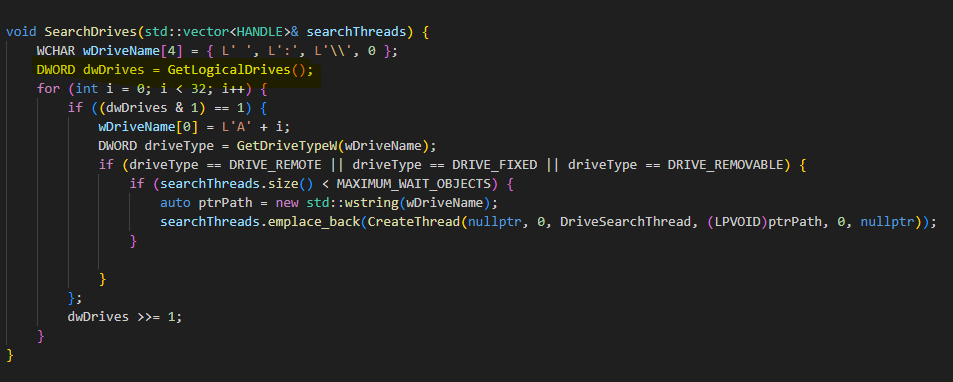 void SearchDrives(std::vector<HANDLE>& searchThreads) {
    WCHAR wDriveName[4] = { L' ', L':', L'\\', 0 };
    DWORD dwDrives = GetLogicalDrives();
    for (int i = 0; i < 32; i++) {
        if ((dwDrives & 1) == 1) {
            wDriveName[0] = L'A' + i;
            DWORD driveType = GetDriveTypeW(wDriveName);
            if (driveType == DRIVE_REMOTE || driveType == DRIVE_FIXED || driveType == DRIVE_REMOVABLE) {
                if (searchThreads.size() < MAXIMUM_WAIT_OBJECTS) {
                    auto ptrPath = new std::wstring(wDriveName);
                    searchThreads.emplace_back(CreateThread(nullptr, 0, DriveSearchThread, (LPVOID)ptrPath, 0, nullptr));
                }
            }
        };
        dwDrives >>= 1;
    }
}